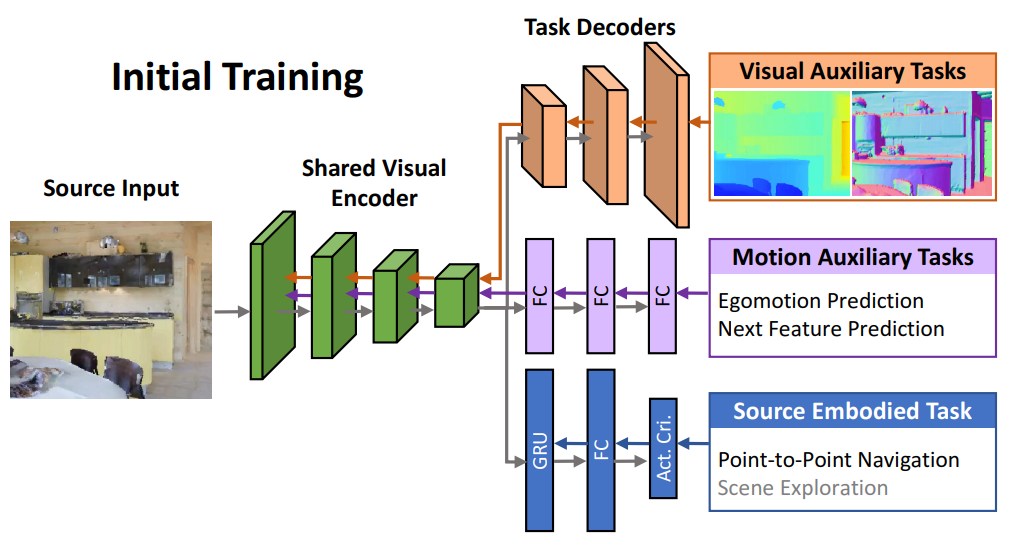 Initial Training
Source Input
Shared Visual
Encoder
Task Decoders
Visual Auxiliary Tasks
FC
FC
FC
Motion Auxiliary Tasks
Egomotion Prediction
Next Feature Prediction
GRU
FC
Act. Cri.
Source Embodied Task
Point-to-Point Navigation
Scene Exploration